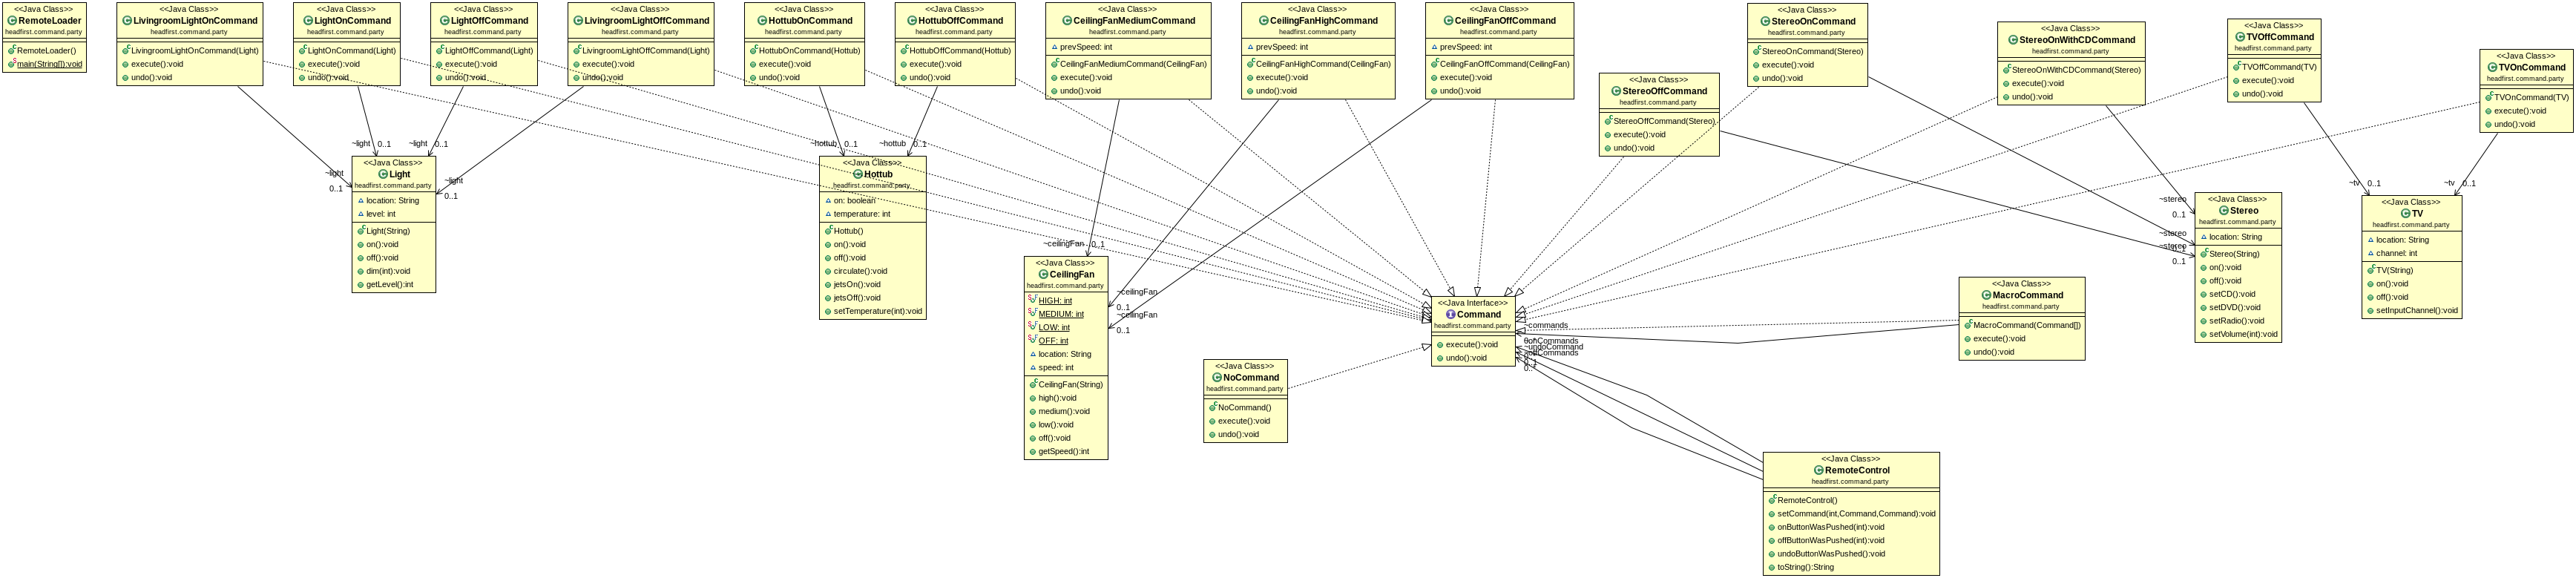 <<Java Class>>
RemoteLoader
headfirst.command.party
RemoteLoader()
main(String[]):void
<<Java Class>>
LivingroomLightOnCommand
headfirst.command.party
LivingroomLightOnCommand(Light)
execute():void
undo():void
<<Java Class>>
LightOnCommand
headfirst.command.party
LightOnCommand(Light)
execute():void
undo():void
<<Java Class>>
LightOffCommand
headfirst.command.party
LightOffCommand(Light)
execute():void
undo():void
<<Java Class>>
LivingroomLightOffCommand
headfirst.command.party
LivingroomLightOffCommand(Light)
execute():void
undo():void
<<Java Class>>
HottubOnCommand
headfirst.command.party
HottubOnCommand(Hottub)
execute():void
undo():void
<<Java Class>>
HottubOffCommand
headfirst.command.party
HottubOffCommand(Hottub)
execute():void
undo():void
<<Java Class>>
CeilingFanMediumCommand
headfirst.command.party
prevSpeed: int
CeilingFanMediumCommand(CeilingFan)
execute():void
undo():void
<<Java Class>>
CeilingFanHighCommand
headfirst.command.party
prevSpeed: int
CeilingFanHighCommand(CeilingFan)
execute():void
undo():void
<<Java Class>>
CeilingFanOffCommand
headfirst.command.party
prevSpeed: int
CeilingFanOffCommand(CeilingFan)
execute():void
undo():void
<<Java Class>>
StereoOffCommand
headfirst.command.party
StereoOffCommand(Stereo)
execute():void
undo():void
<<Java Class>>
StereoOnCommand
headfirst.command.party
StereoOnCommand(Stereo)
execute():void
undo():void
<<Java Class>>
StereoOnWithCDCommand
headfirst.command.party
StereoOnWithCDCommand(Stereo)
execute():void
undo():void
<<Java Class>>
TVOffCommand
headfirst.command.party
TVOffCommand(TV)
execute():void
undo():void
<<Java Class>>
TVOnCommand
headfirst.command.party
TVOnCommand(TV)
execute():void
undo():void
~light 0..1
~light 0..1
~light
0..1
~light
0..1
<<Java Class>>
Light
headfirst.command.party
location: String
level: int
Light(String)
on():void
off():void
dim(int):void
getLevel():int
~hottub 0..1
~hottub 0..1
<<Java Class>>
Hottub
headfirst.command.party
on: boolean
temperature: int
Hottub()
on():void
off():void
circulate():void
jetsOn():void
jetsOff():void
setTemperature(int):void
~ceilingFan 0..1
~ceilingFan
0..1
~ceilingFan
0..1
<<Java Class>>
CeilingFan
headfirst.command.party
HIGH: int
MEDIUM: int
LOW: int
OFF: int
location: String
speed: int
CeilingFan(String)
high():void
medium():void
low():void
off():void
getSpeed():int
<<Java Class>>
NoCommand
headfirst.command.party
NoCommand()
execute():void
undo():void
<<Java Interface>>
Command
headfirst.command.party
execute():void
undo():void
~commands
~undoCommand
<<Java Class>>
MacroCommand
headfirst.command.party
MacroCommand(Command[])
execute():void
undo():void
<<Java Class>>
RemoteControl
headfirst.command.party
RemoteControl()
setCommand(int,Command,Command):void
onButtonWasPushed(int):void
offButtonWasPushed(int):void
undoButtonWasPushed():void
toString():String
~stereo
0..1
~stereo
~stereo
0..1
<<Java Class>>
Stereo
headfirst.command.party
location: String
Stereo(String)
on():void
off():void
setCD():void
setDVD():void
setRadio():void
setVolume(int):void
~tv 0..1
~tv 0..1
<<Java Class>>
TV
headfirst.command.party
location: String
channel: int
TV(String)
on():void
off():void
setInputChannel():void